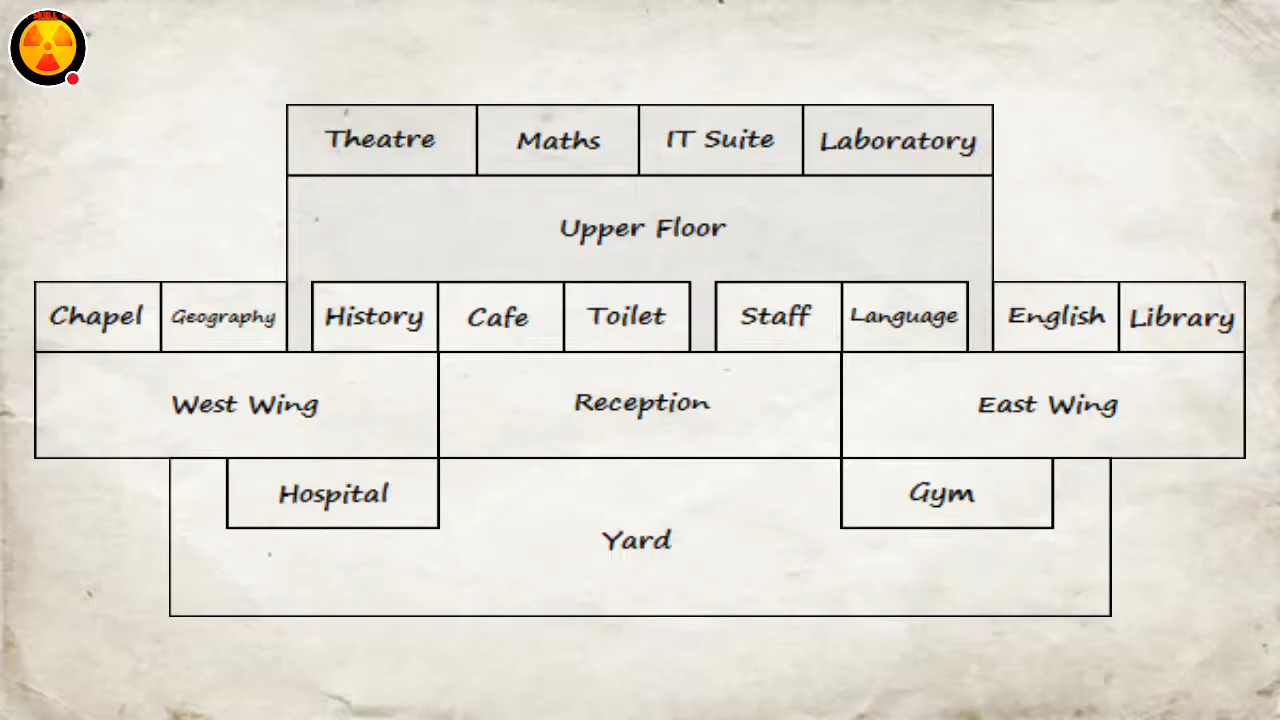 Theatre
Maths
IT Suite
Laboratory
Upper Floor
Chapel
Geography
History
Cafe
Toilet
Staff
Language
English
Library
West Wing
Reception
East Wing
Hospital
Gym
Yard